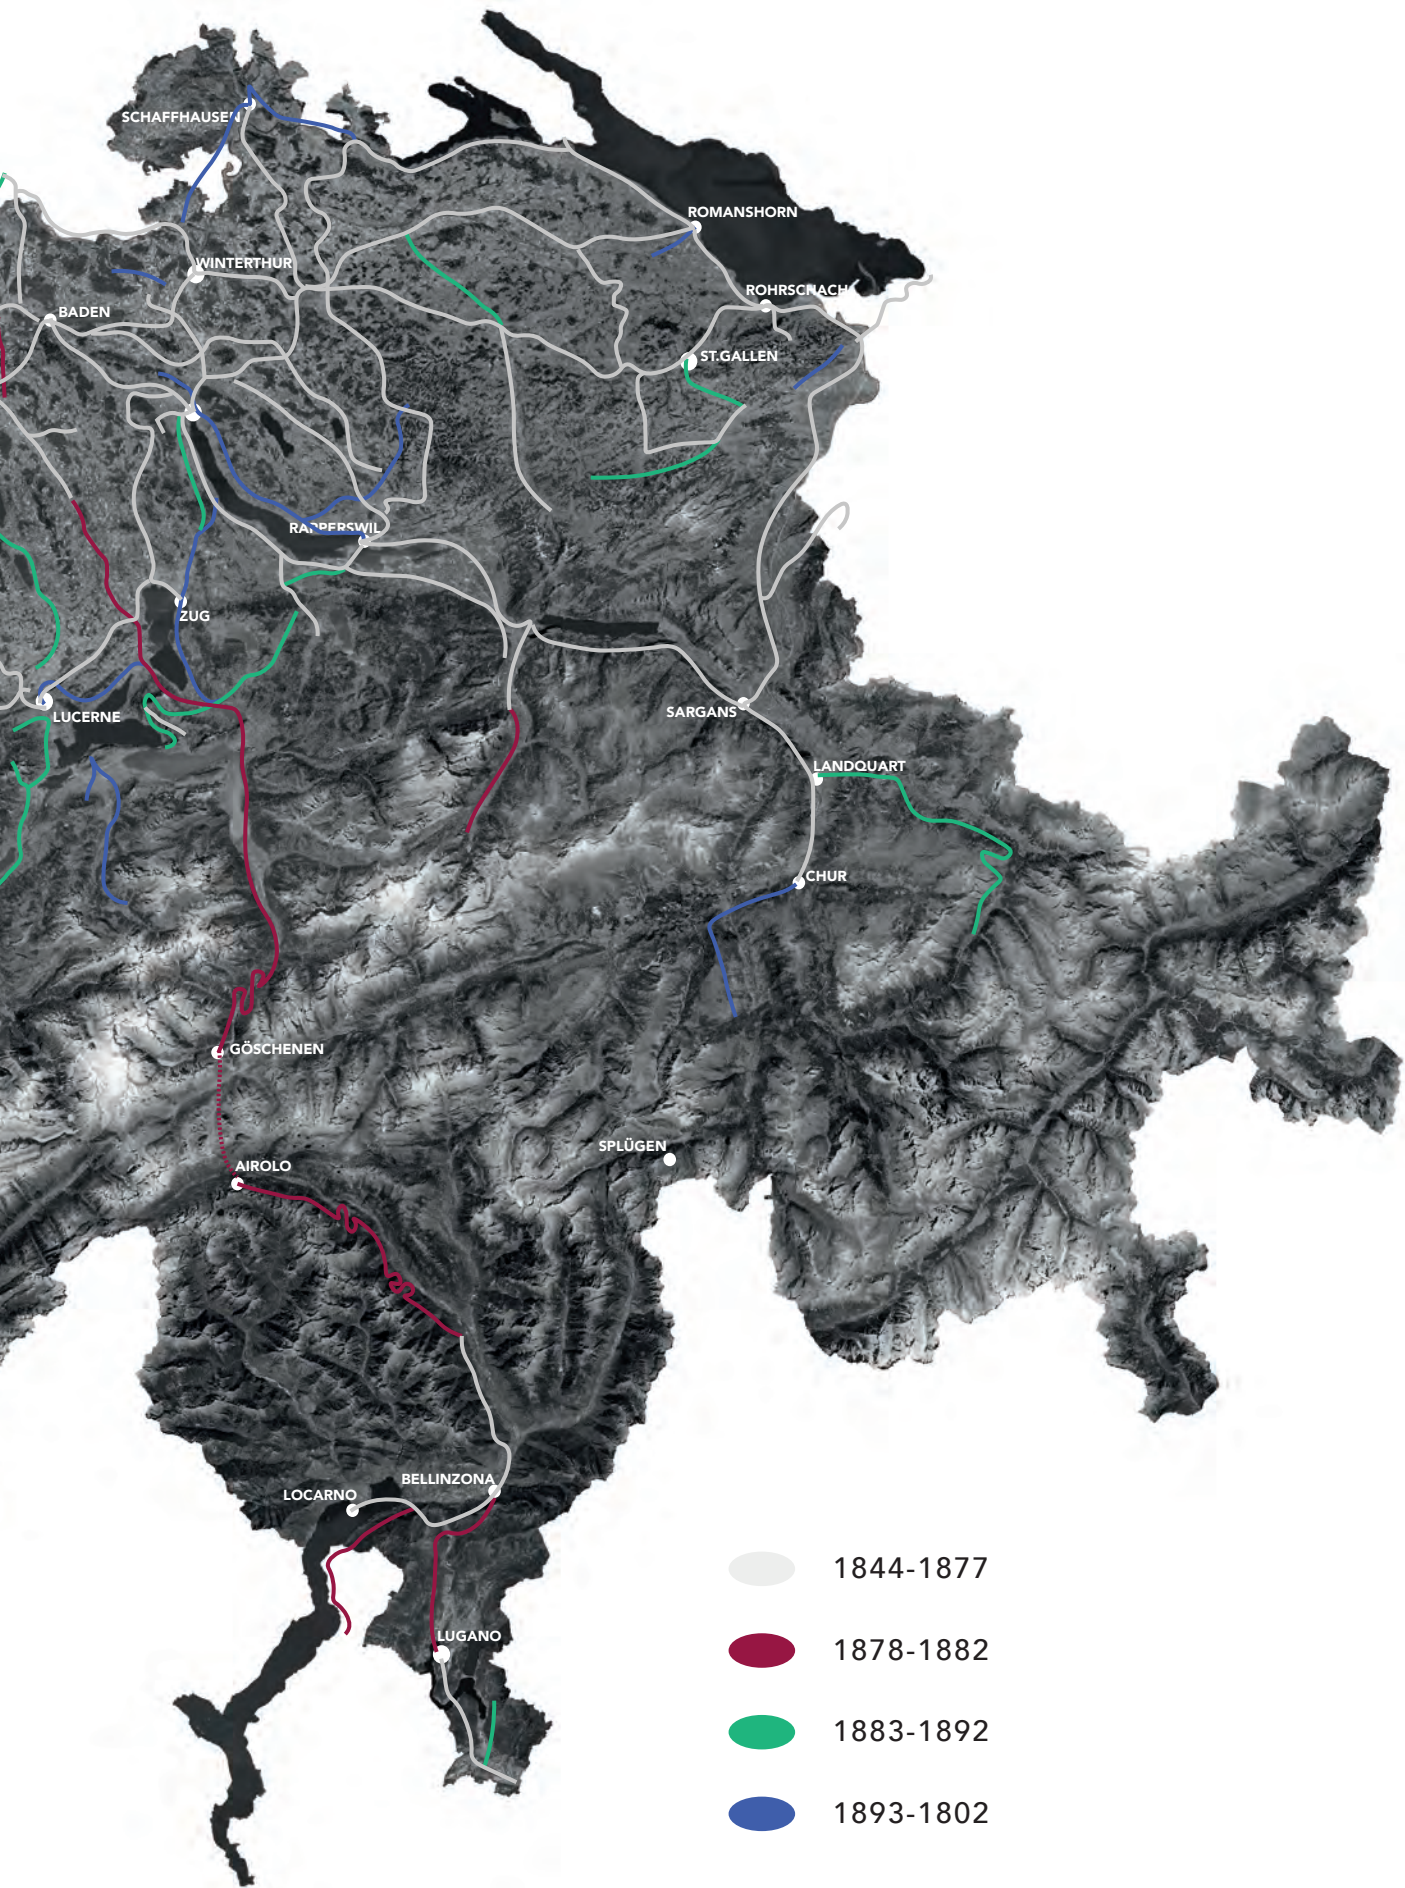 SCHAFFHAUSEN
ROMANSHORN
WINTERTHUR
ROHRSCHACH
BADEN
ST.GALLEN
RAPPERSWIL
ZUG
LUCERNE
SARGANS
LANDQUART
CHUR
GÖSCHENEN
SPLÜGEN
AIROLO
BELLINZONA
LOCARNO
LUGANO
1844-1877
1878-1882
1883-1892
1893-1802